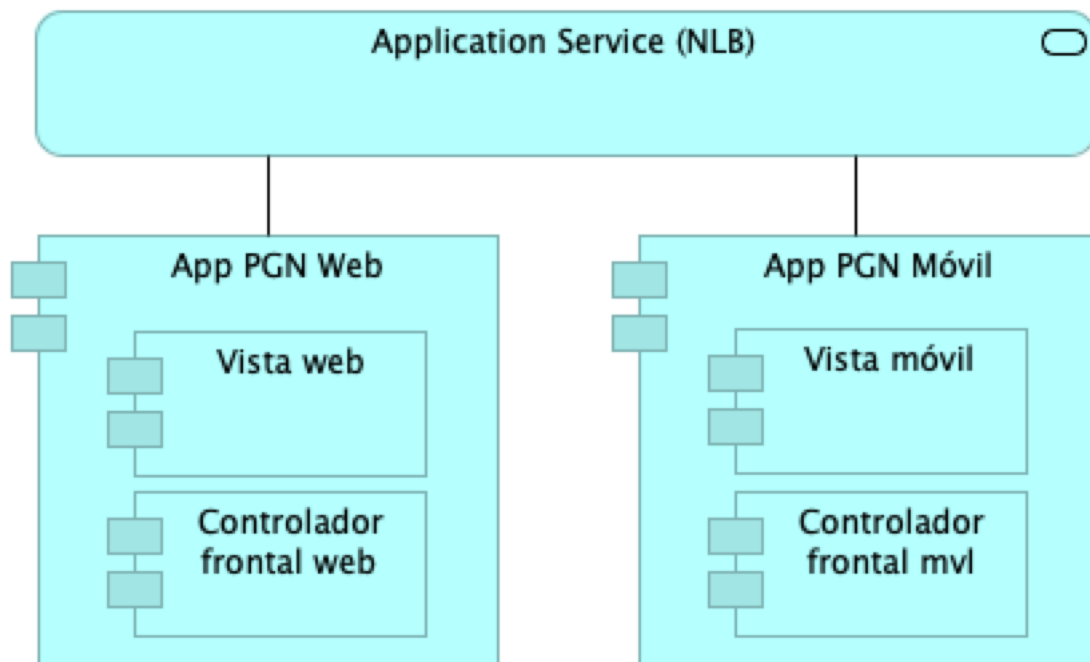 Application Service (NLB)
App PGN Web
Vista web
Controlador
frontal web
App PGN Móvil
Vista móvil
Controlador
frontal mvl